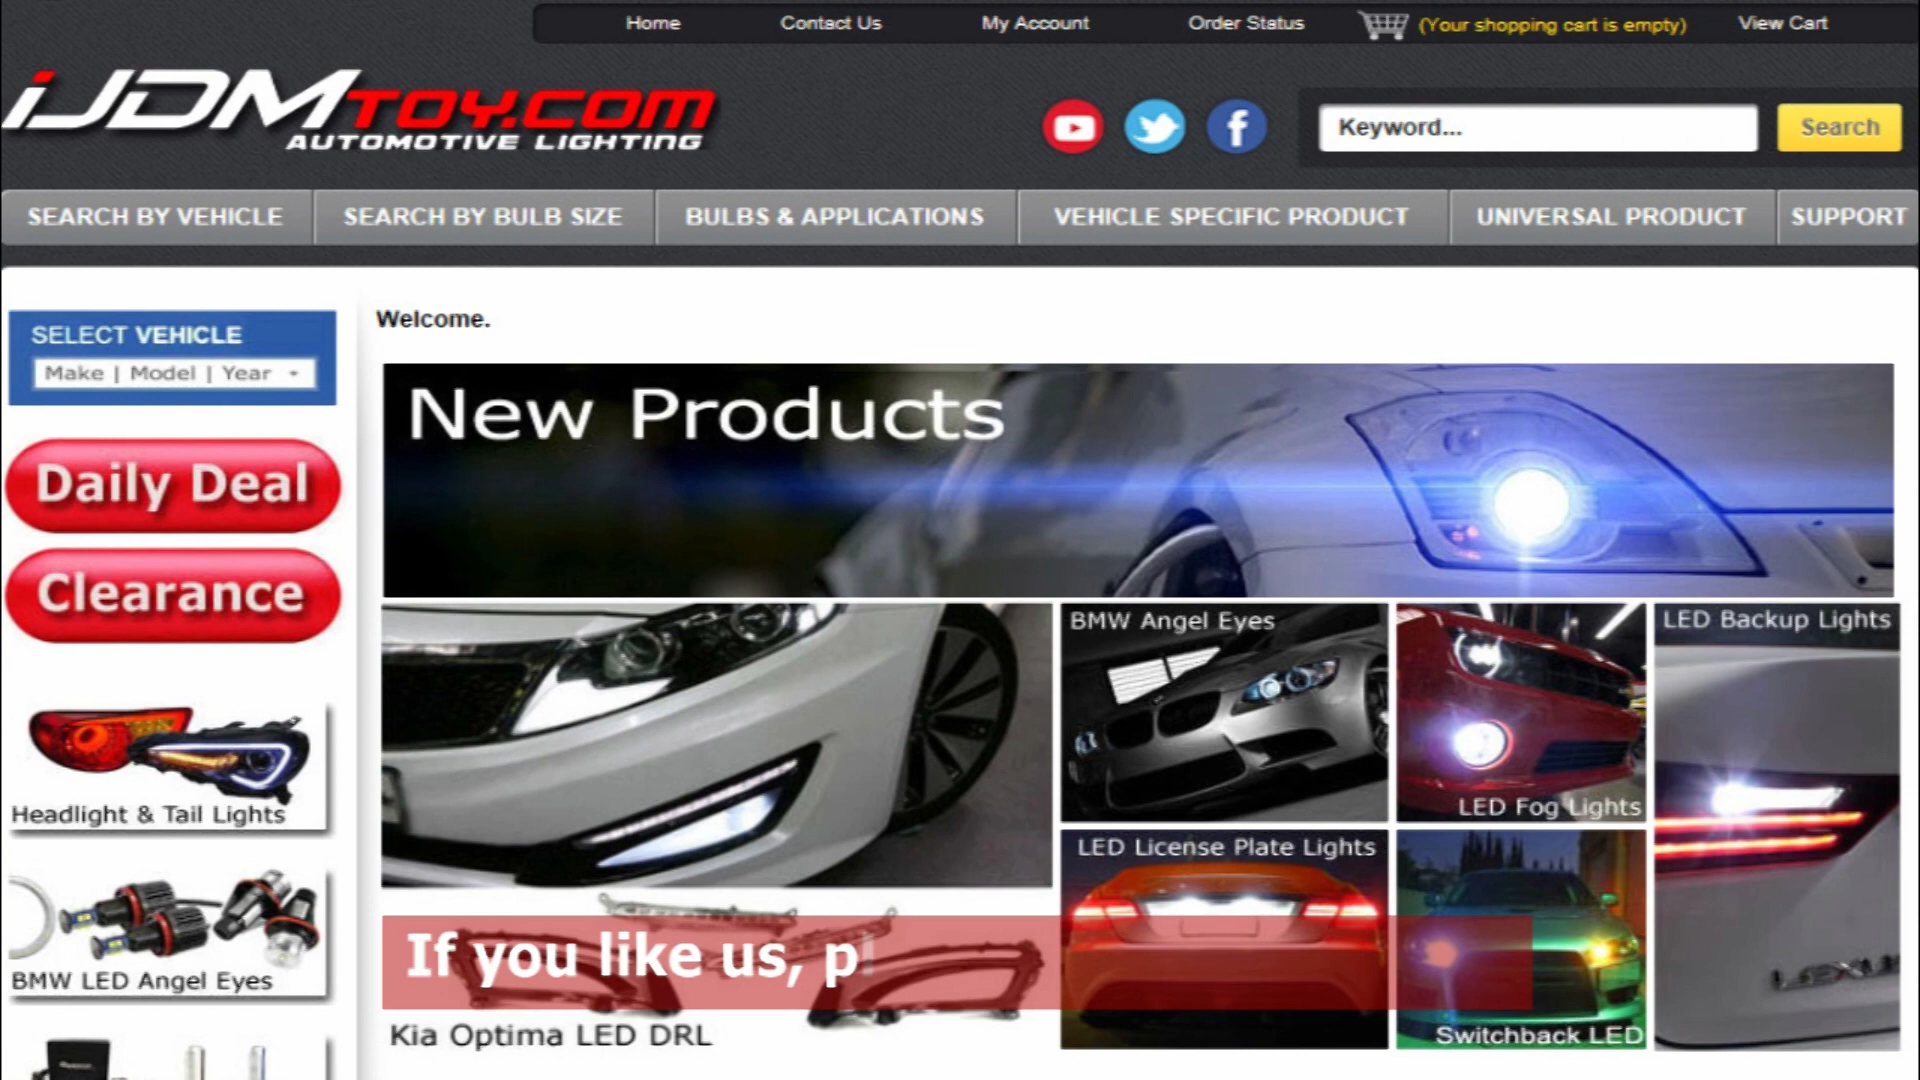 Home Contact Us My Account Order Status (Your shopping cart is empty) View Cart
iJDMTOY.COM
AUTOMOTIVE LIGHTING
Keyword... Search
SEARCH BY VEHICLE SEARCH BY BULB SIZE BULBS & APPLICATIONS VEHICLE SPECIFIC PRODUCT UNIVERSAL PRODUCT SUPPORT
SELECT VEHICLE
Make | Model | Year
Daily Deal
Clearance
Headlight & Tail Lights
BMW LED Angel Eyes
Welcome.
New Products
BMW Angel Eyes
LED Fog Lights
LED Backup Lights
LED License Plate Lights
Switchback LED
If you like us, pl
Kia Optima LED DRL